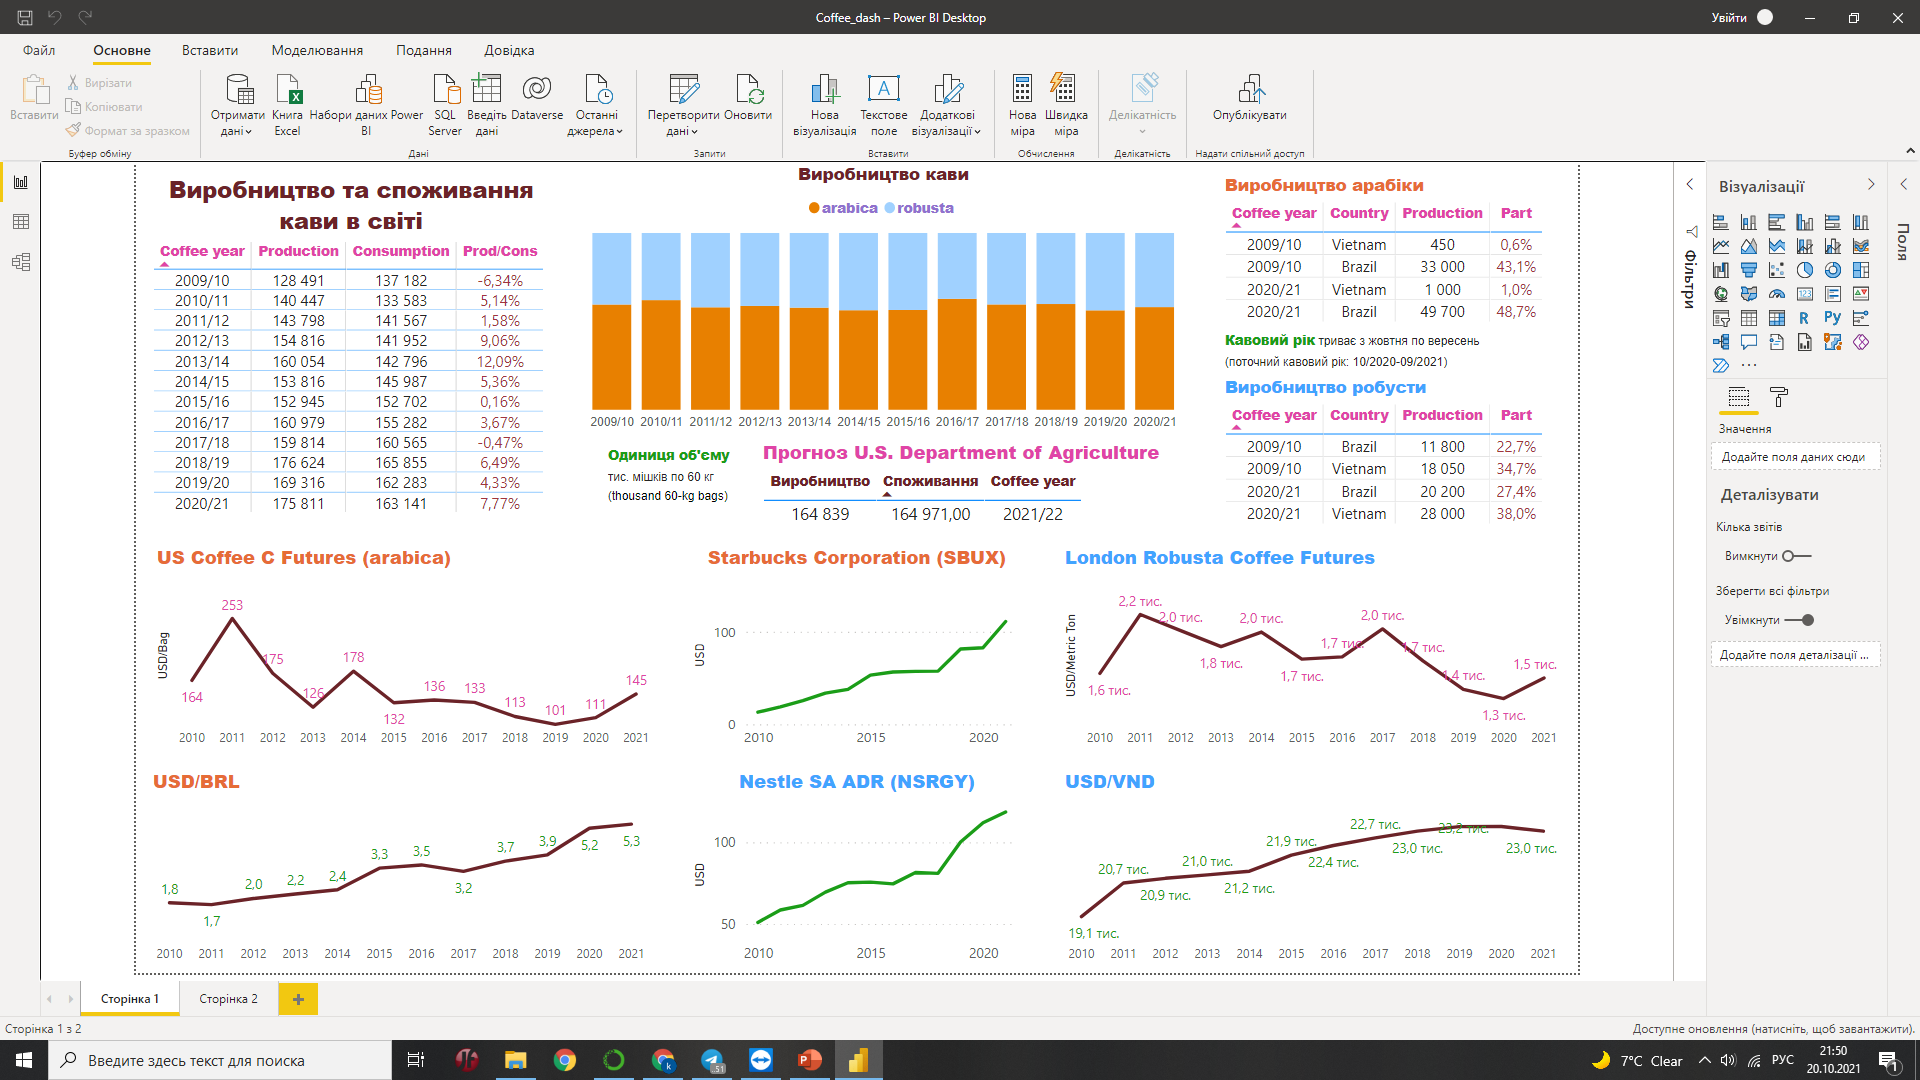 Coffee_dash – Power BI Desktop
Увійти
Файл
Основне
Вставити
Моделювання
Подання
Довідка
Вставити
Вирізати
Копіювати
Формат за зразком
Буфер обміну
Отримати дані
Книга Excel
Набори даних Power BI
SQL Server
Введіть дані
Dataverse
Останні джерела
Дані
Перетворити дані
Оновити
Запити
Нова візуалізація
Текстове поле
Додаткові візуалізації
Вставити
Нова міра
Швидка міра
Обчислення
Делікатність
Делікатність
Опублікувати
Надати спільний доступ
Виробництво та споживання
кави в світі
Coffee year Production Consumption Prod/Cons
2009/10 128 491 137 182 -6,34%
2010/11 140 447 133 583 5,14%
2011/12 143 798 141 567 1,58%
2012/13 154 816 141 952 9,06%
2013/14 160 054 142 796 12,09%
2014/15 153 816 145 987 5,36%
2015/16 152 945 152 702 0,16%
2016/17 160 979 155 282 3,67%
2017/18 159 814 160 565 -0,47%
2018/19 176 624 165 855 6,49%
2019/20 169 316 162 283 4,33%
2020/21 175 811 163 141 7,77%
Виробництво кави
arabica robusta
2009/10 2010/11 2011/12 2012/13 2013/14 2014/15 2015/16 2016/17 2017/18 2018/19 2019/20 2020/21
Одиниця об'єму
тис. мішків по 60 кг
(thousand 60-kg bags)
Прогноз U.S. Department of Agriculture
Виробництво Споживання Coffee year
164 839 164 971,00 2021/22
Виробництво арабіки
Coffee year Country Production Part
2009/10 Vietnam 450 0,6%
2009/10 Brazil 33 000 43,1%
2020/21 Vietnam 1 000 1,0%
2020/21 Brazil 49 700 48,7%
Кавовий рік триває з жовтня по вересень
(поточний кавовий рік: 10/2020-09/2021)
Виробництво робусти
Coffee year Country Production Part
2009/10 Brazil 11 800 22,7%
2009/10 Vietnam 18 050 34,7%
2020/21 Brazil 20 200 27,4%
2020/21 Vietnam 28 000 38,0%
US Coffee C Futures (arabica)
USD/Bag
164 253 175 126 178 132 136 133 113 101 111 145
2010 2011 2012 2013 2014 2015 2016 2017 2018 2019 2020 2021
Starbucks Corporation (SBUX)
USD
100
0
2010 2015 2020
London Robusta Coffee Futures
USD/Metric Ton
1,6 тис. 2,2 тис. 2,0 тис. 1,8 тис. 2,0 тис. 1,7 тис. 1,7 тис. 2,0 тис. 1,7 тис. 1,4 тис. 1,3 тис. 1,5 тис.
2010 2011 2012 2013 2014 2015 2016 2017 2018 2019 2020 2021
USD/BRL
1,8 1,7 2,0 2,2 2,4 3,3 3,5 3,2 3,7 3,9 5,2 5,3
2010 2011 2012 2013 2014 2015 2016 2017 2018 2019 2020 2021
Nestle SA ADR (NSRGY)
USD
100
50
2010 2015 2020
USD/VND
19,1 тис. 20,7 тис. 20,9 тис. 21,0 тис. 21,2 тис. 21,9 тис. 22,4 тис. 22,7 тис. 23,0 тис. 23,2 тис. 23,0 тис.
2010 2011 2012 2013 2014 2015 2016 2017 2018 2019 2020 2021
Фільтри
Візуалізації
R Py
Значення
Додайте поля даних сюди
Деталізувати
Кілька звітів
Вимкнути
Зберегти всі фільтри
Увімкнути
Додайте поля деталізації ...
Поля
Сторінка 1
Сторінка 2
Сторінка 1 з 2
Доступне оновлення (натисніть, щоб завантажити).
Введите здесь текст для поиска
7°C Clear
РУС
21:50
20.10.2021